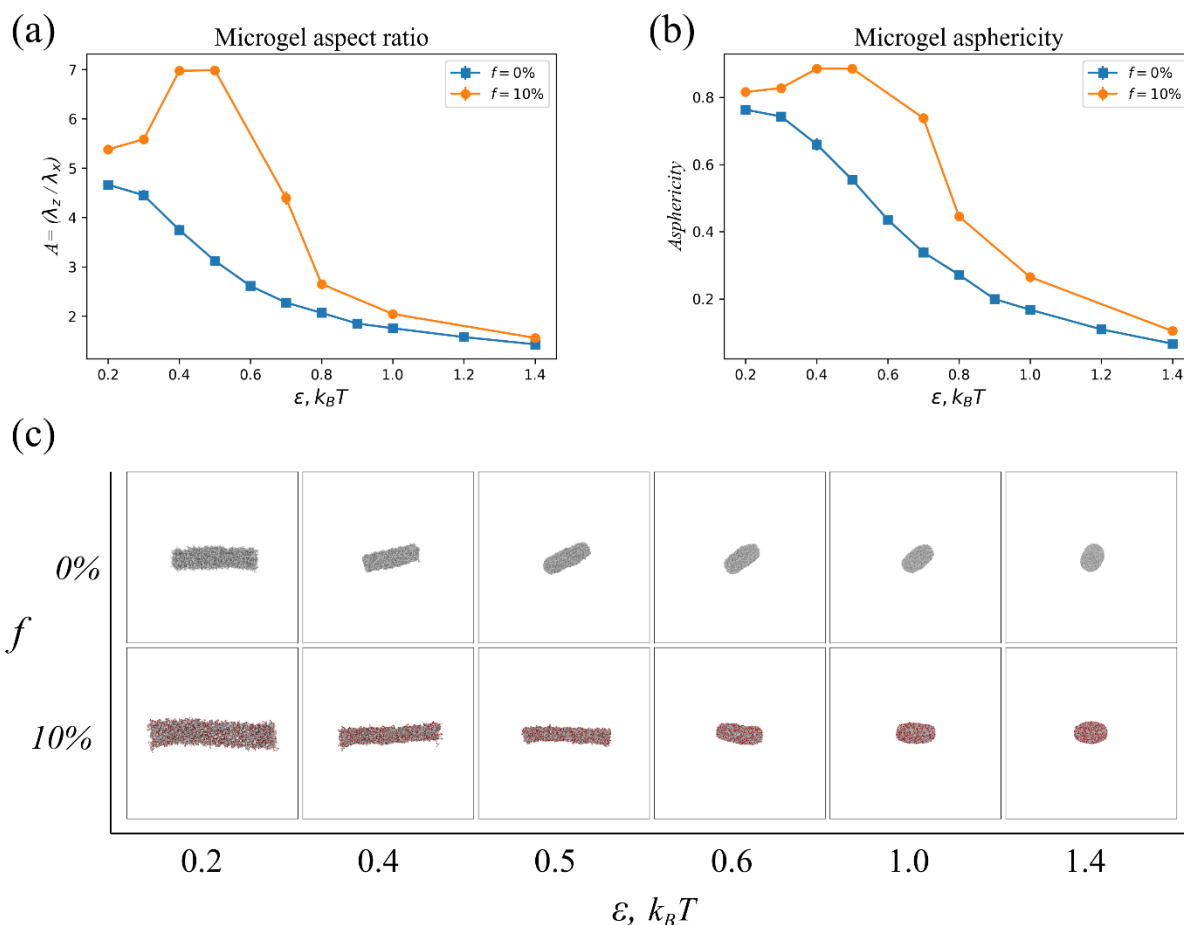 (a)
Microgel aspect ratio
f = 0%
f = 10%
7
6
5
4
3
2
A = (λz / λx)
0.2 0.4 0.6 0.8 1.0 1.2 1.4
ε, kBT
(b)
Microgel asphericity
f = 0%
f = 10%
0.8
0.6
0.4
0.2
Asphericity
0.2 0.4 0.6 0.8 1.0 1.2 1.4
ε, kBT
(c)
0%
f
10%
0.2 0.4 0.5 0.6 1.0 1.4
ε, kBT